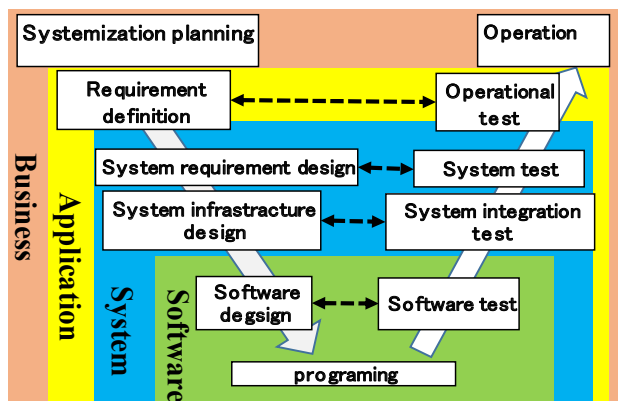 Systemization planning
Operation
Requirement
definition
Operational
test
System requirement design
System test
System infrastracture
design
System integration
test
Software
degsign
Software test
programing
Business
Application
System
Software